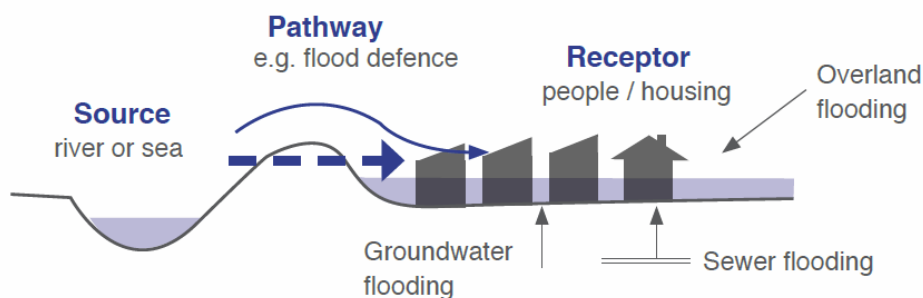 Pathway
e.g. flood defence
Receptor
people / housing
Overland
flooding
Source
river or sea
Groundwater
flooding
Sewer flooding